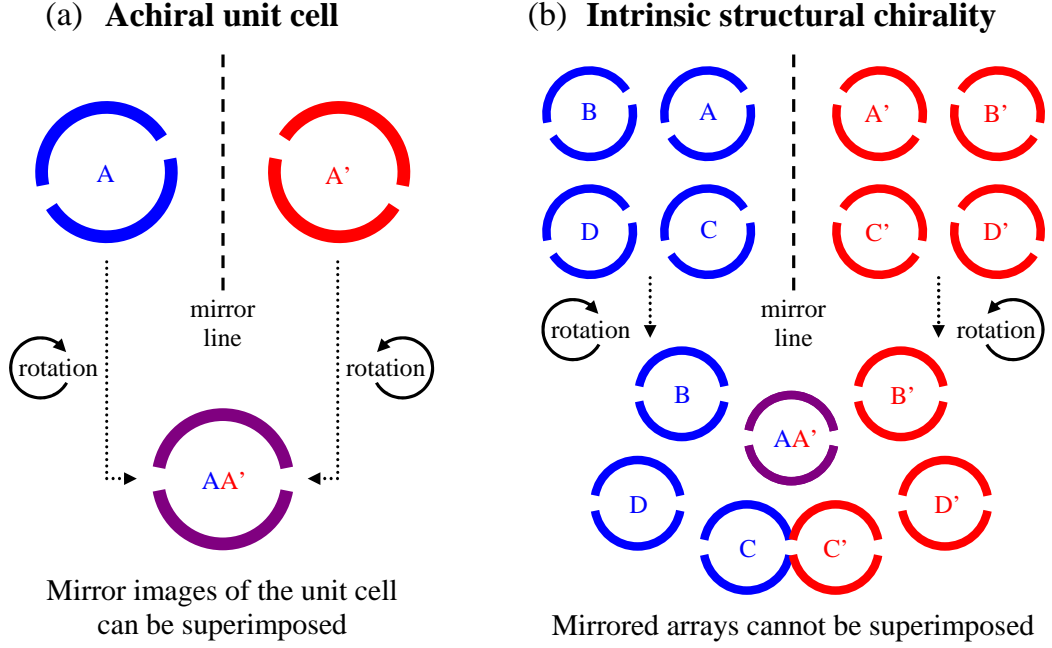 (a) Achiral unit cell
A
A'
mirror
line
rotation
rotation
AA'
Mirror images of the unit cell
can be superimposed
(b) Intrinsic structural chirality
B A A' B'
D C C' D'
mirror
line
rotation
rotation
B
B'
AA'
D
D'
C
C'
Mirrored arrays cannot be superimposed